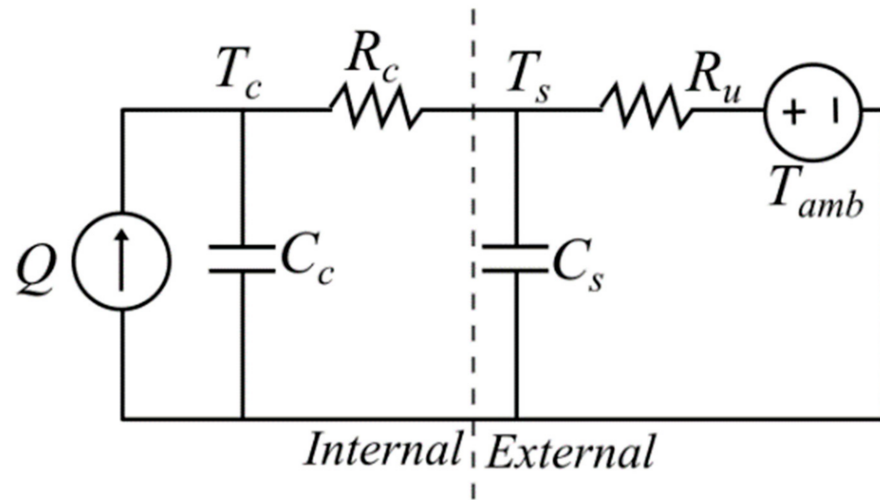 T_c
R_c
T_s
R_u
+ −
T_amb
Q
C_c
C_s
Internal
External